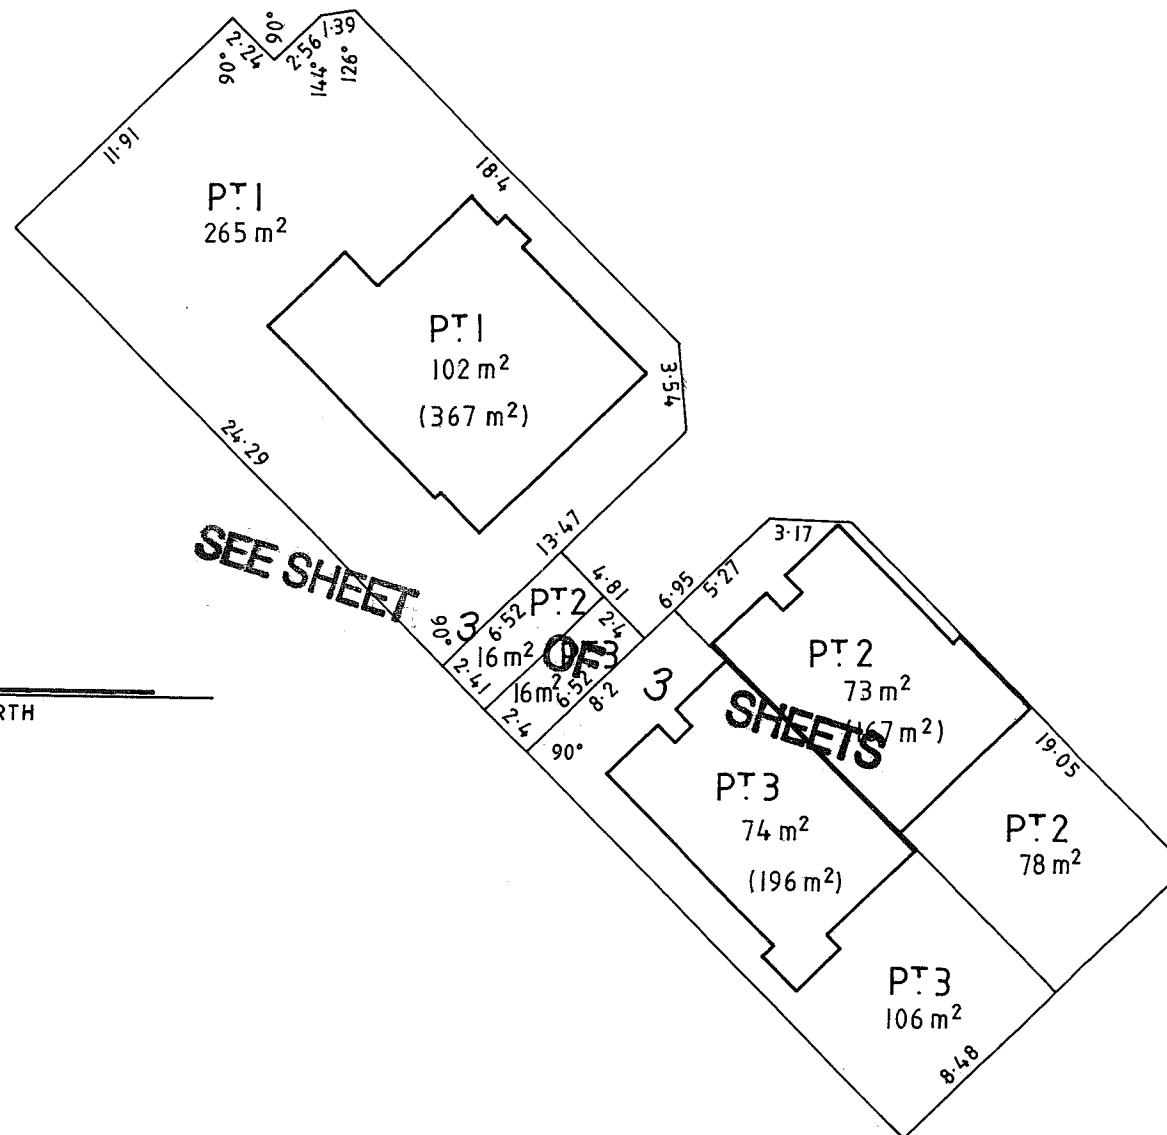 90°
2·24
90°
2·56
1·39
144°
126°
11·91
18·4
PT.1
265 m²
PT.1
102 m²
(367 m²)
3·54
24·29
13·47
SEE SHEET
3
OF
3
SHEETS
90°
6·52
PT.2
4·81
16 m²
2·41
2·4
6·95
5·27
3·17
16m²
6·52
8·2
2·4
90°
PT.2
73 m²
(167 m²)
19·05
PT.3
74 m²
(196 m²)
PT.2
78 m²
PT.3
106 m²
8·48
RTH